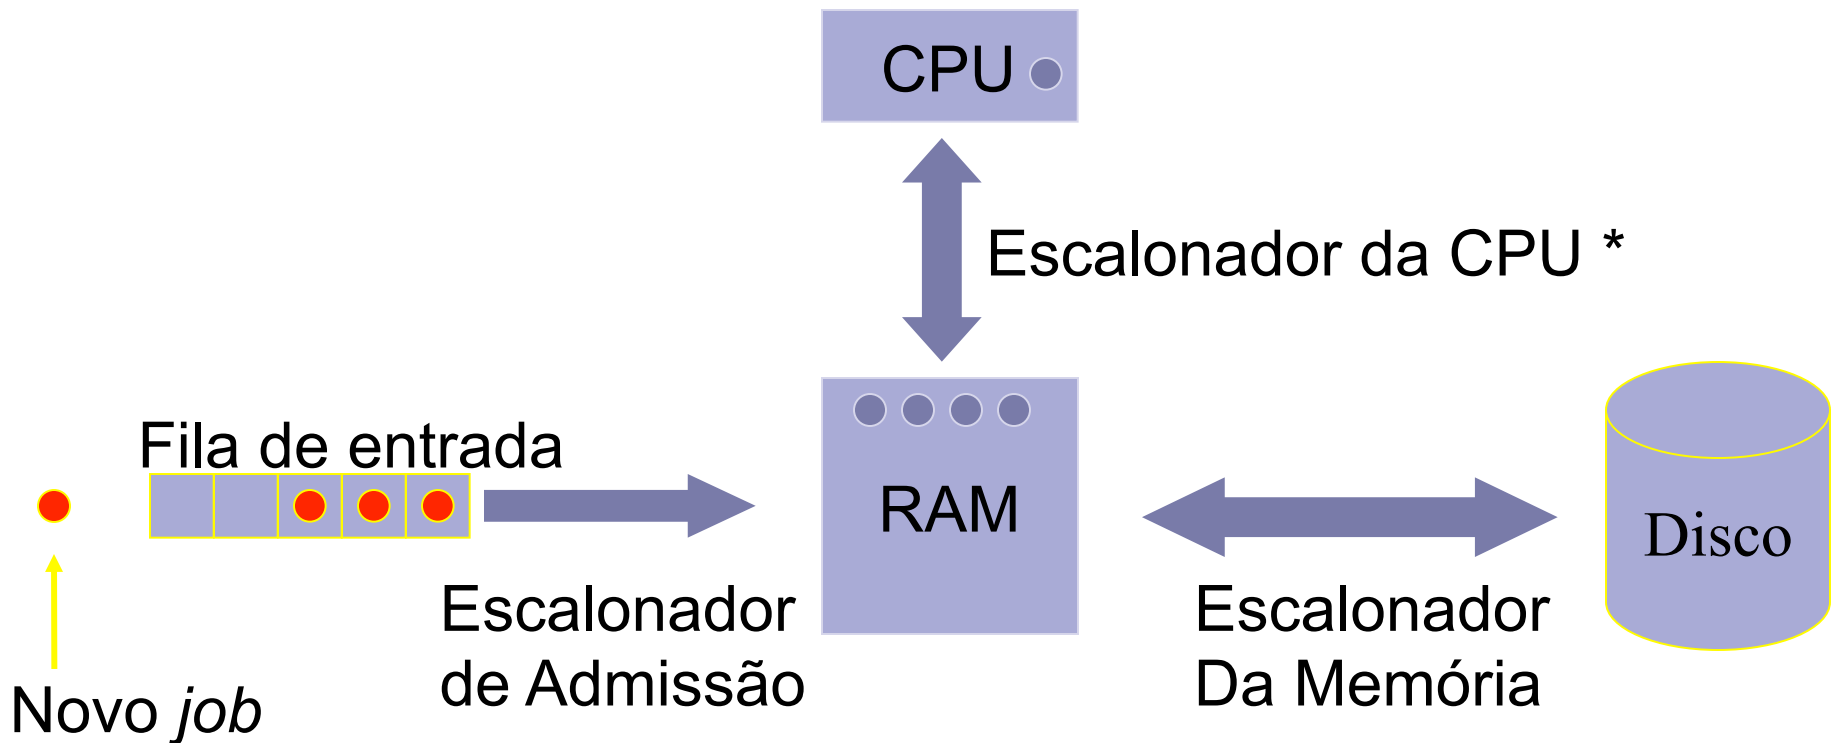 CPU
Escalonador da CPU *
Fila de entrada
RAM
Disco
Escalonador
de Admissão
Escalonador
Da Memória
Novo job